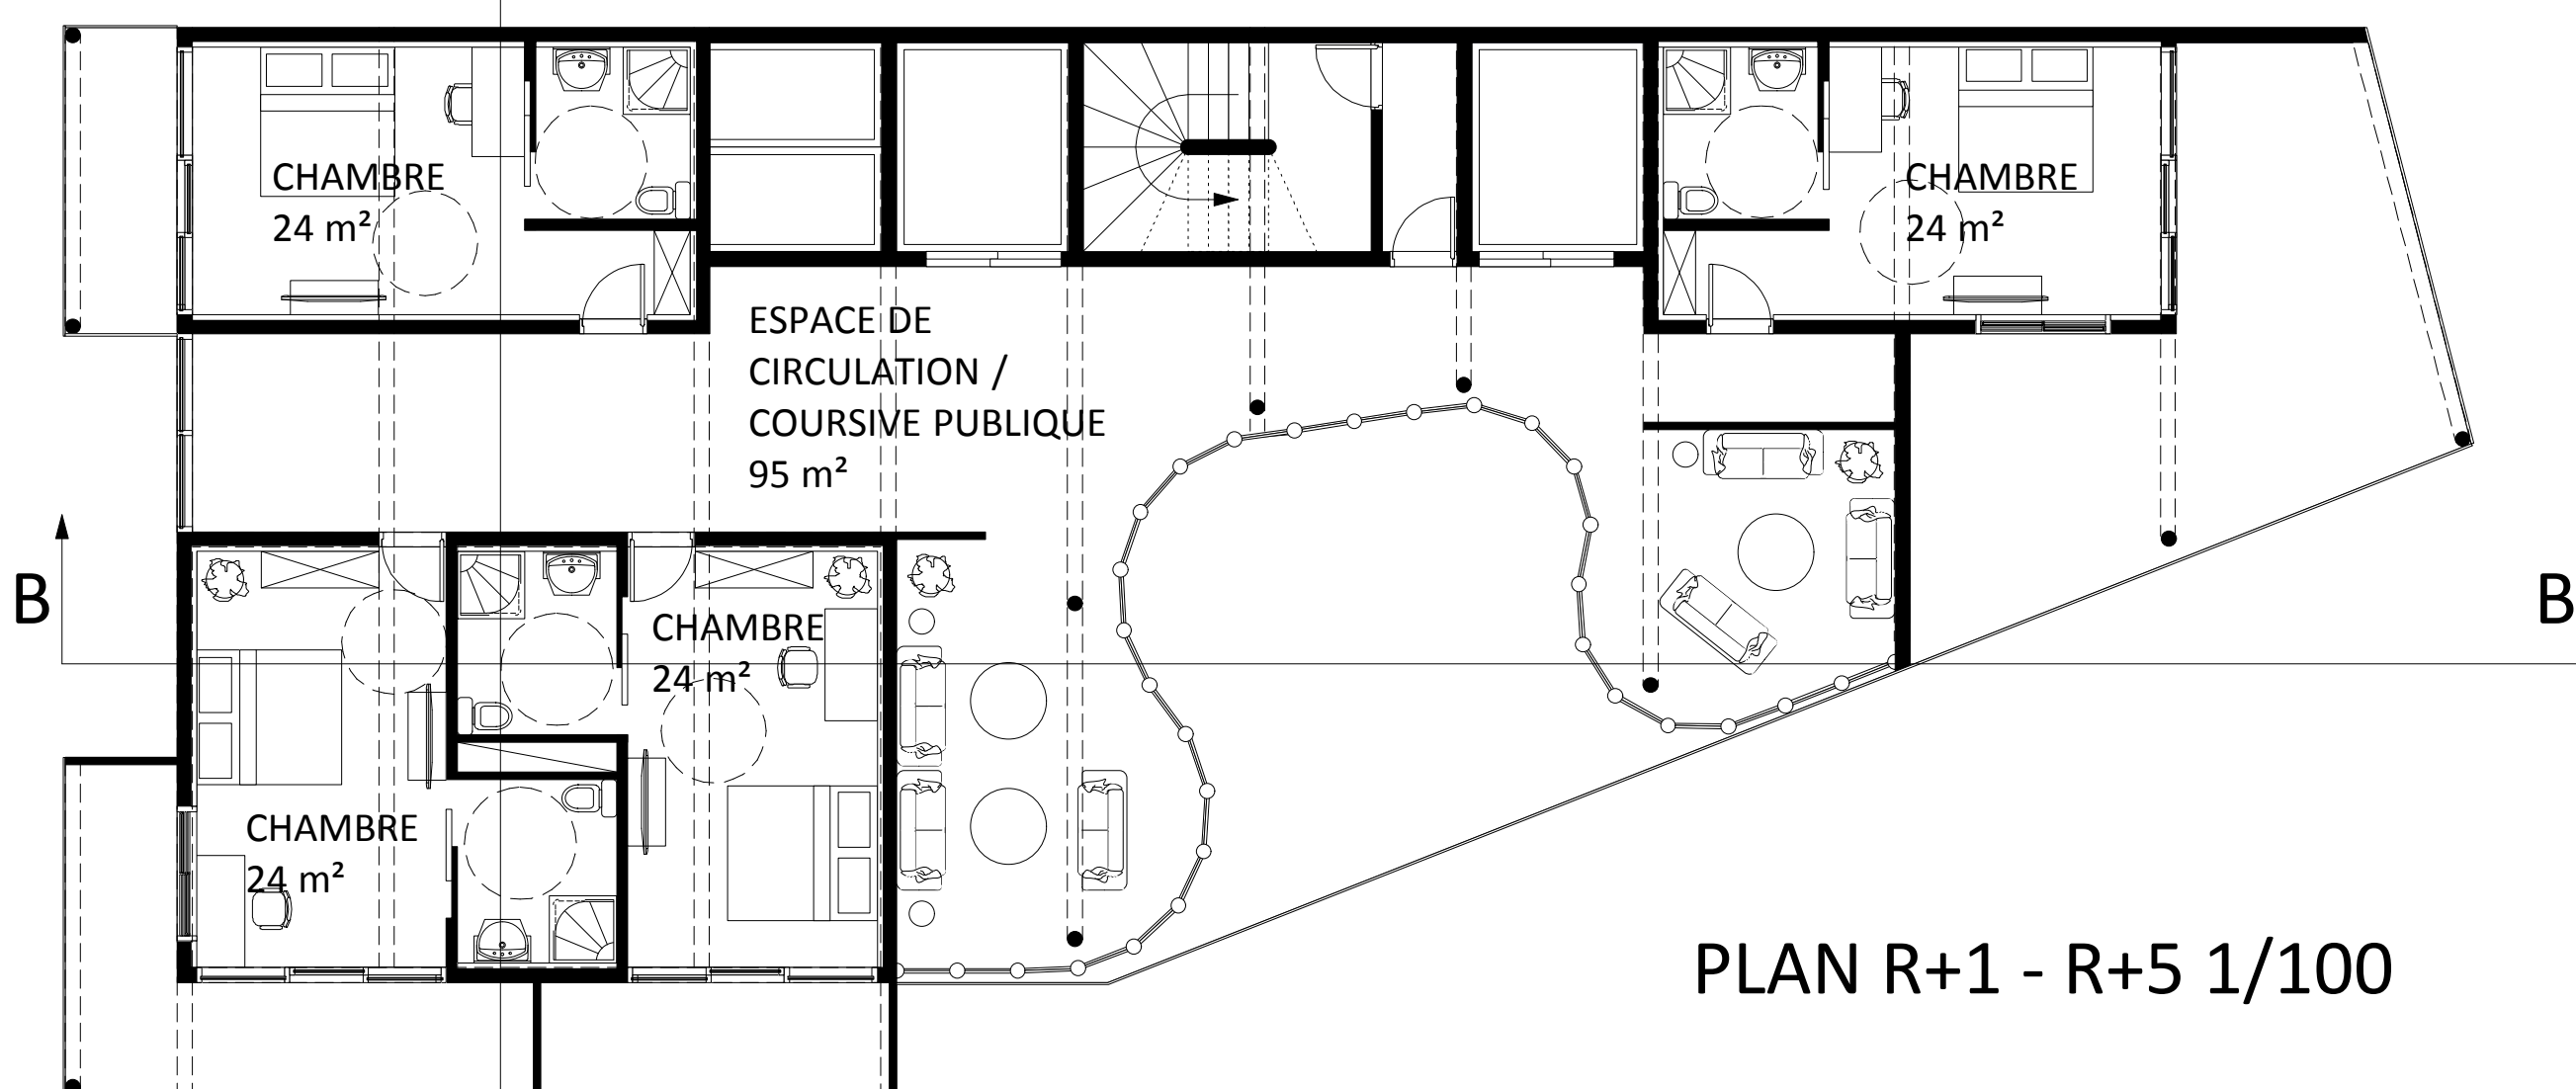 CHAMBRE
24 m²
CHAMBRE
24 m²
ESPACE DE
CIRCULATION /
COURSIVE PUBLIQUE
95 m²
B
B
CHAMBRE
24 m²
CHAMBRE
24 m²
PLAN R+1 - R+5 1/100